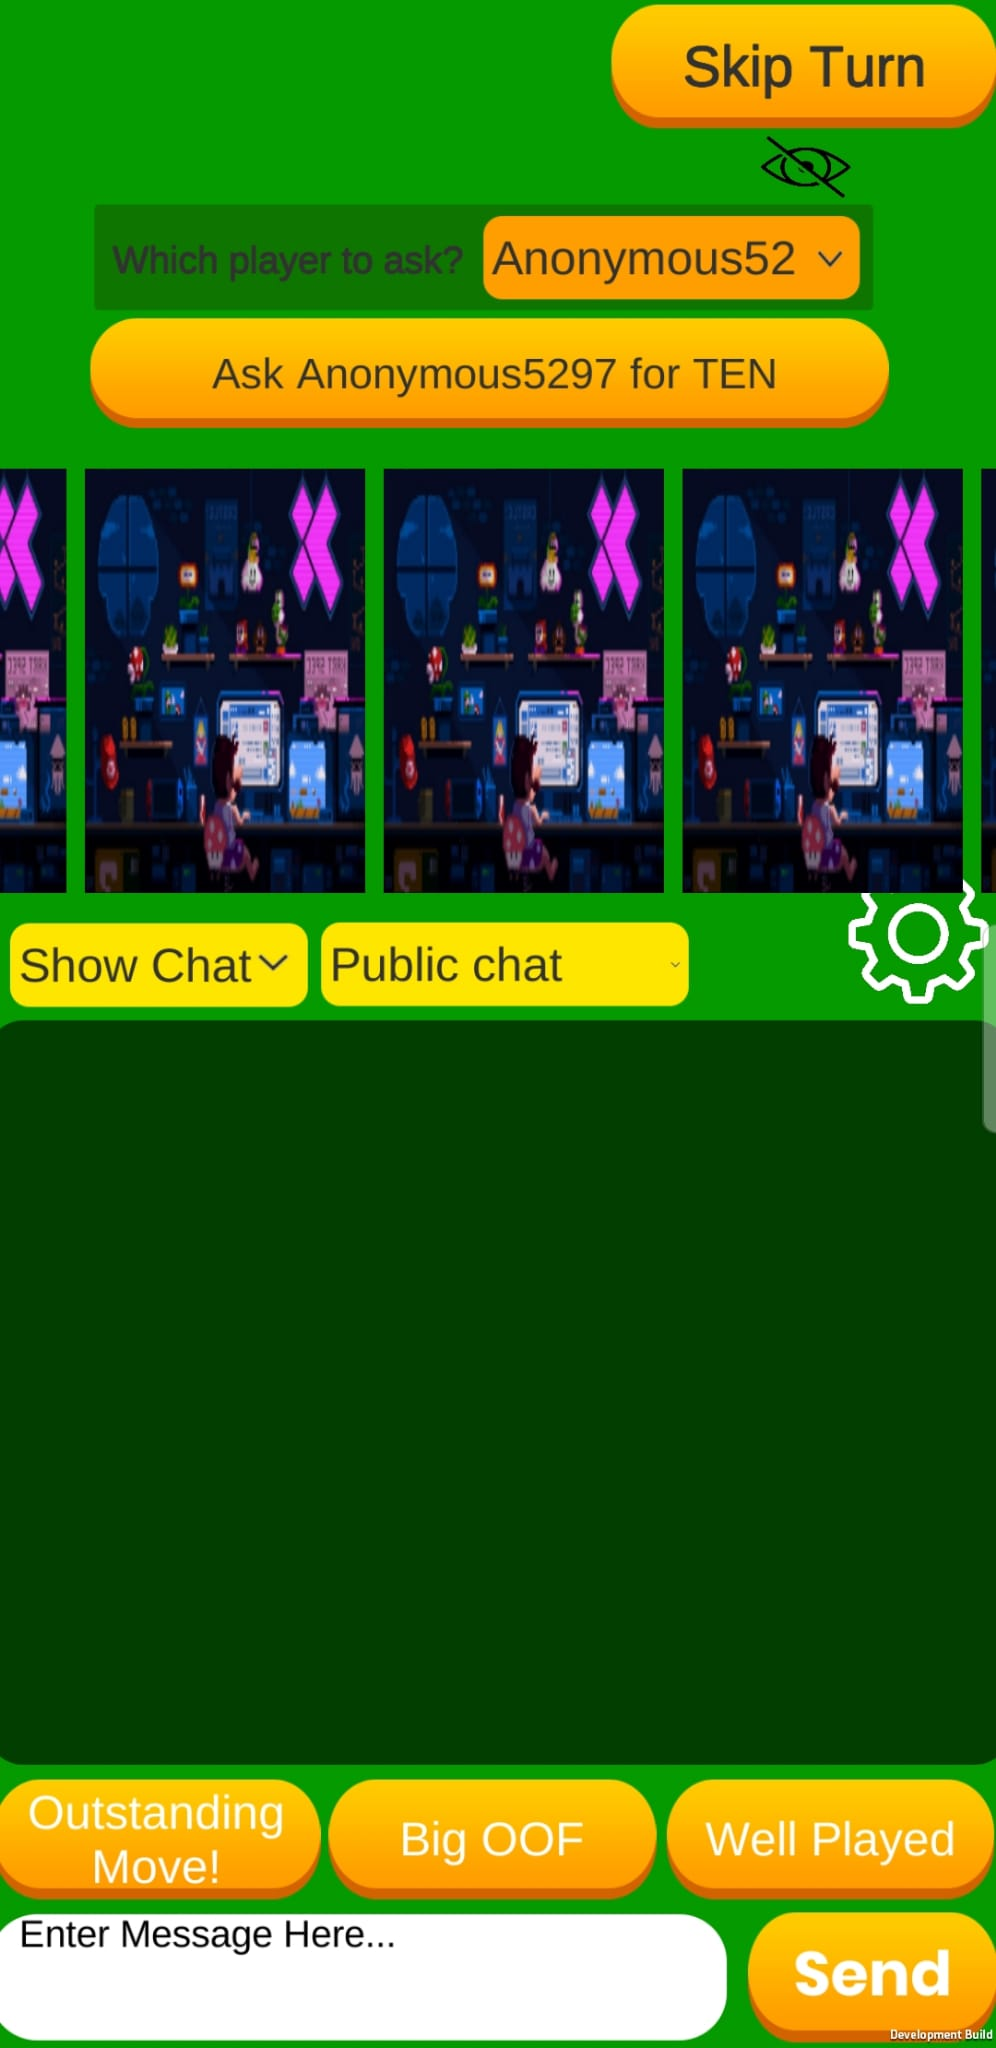 Skip Turn
Which player to ask?
Anonymous52
Ask Anonymous5297 for TEN
Show Chat
Public chat
Outstanding
Move!
Big OOF
Well Played
Enter Message Here...
Send
Development Build